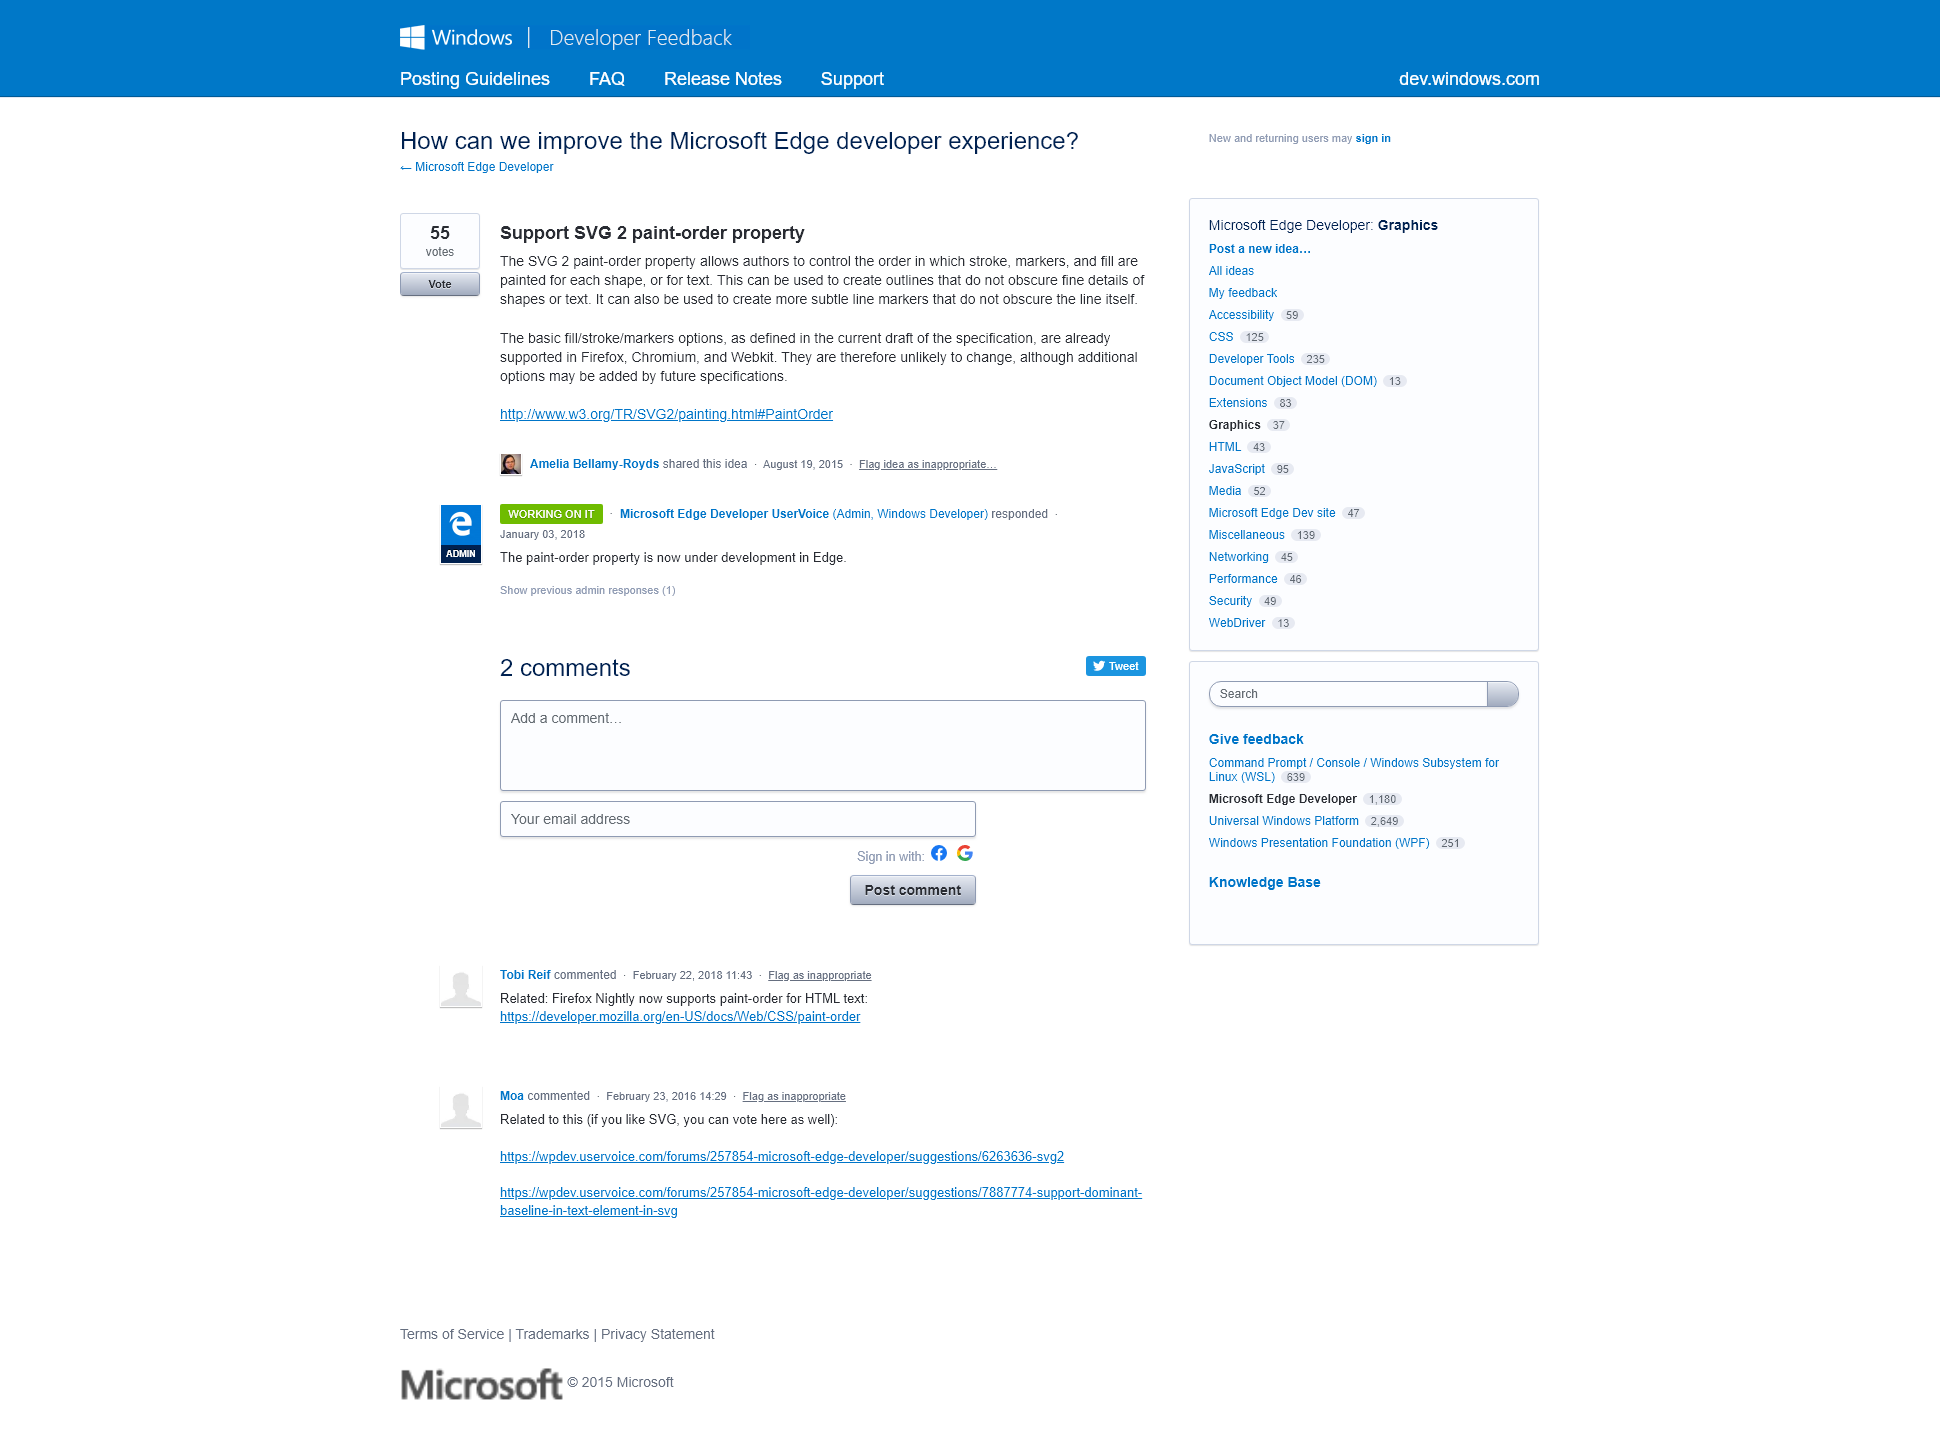 Windows | Developer Feedback
Posting Guidelines FAQ Release Notes Support dev.windows.com
How can we improve the Microsoft Edge developer experience?
← Microsoft Edge Developer
New and returning users may sign in
55
votes
Vote
Support SVG 2 paint-order property
The SVG 2 paint-order property allows authors to control the order in which stroke, markers, and fill are
painted for each shape, or for text. This can be used to create outlines that do not obscure fine details of
shapes or text. It can also be used to create more subtle line markers that do not obscure the line itself.
The basic fill/stroke/markers options, as defined in the current draft of the specification, are already
supported in Firefox, Chromium, and Webkit. They are therefore unlikely to change, although additional
options may be added by future specifications.
http://www.w3.org/TR/SVG2/painting.html#PaintOrder
Amelia Bellamy-Royds shared this idea · August 19, 2015 · Flag idea as inappropriate…
ADMIN
WORKING ON IT · Microsoft Edge Developer UserVoice (Admin, Windows Developer) responded ·
January 03, 2018
The paint-order property is now under development in Edge.
Show previous admin responses (1)
2 comments
Tweet
Add a comment…
Your email address
Sign in with:
Post comment
Tobi Reif commented · February 22, 2018 11:43 · Flag as inappropriate
Related: Firefox Nightly now supports paint-order for HTML text:
https://developer.mozilla.org/en-US/docs/Web/CSS/paint-order
Moa commented · February 23, 2016 14:29 · Flag as inappropriate
Related to this (if you like SVG, you can vote here as well):
https://wpdev.uservoice.com/forums/257854-microsoft-edge-developer/suggestions/6263636-svg2
https://wpdev.uservoice.com/forums/257854-microsoft-edge-developer/suggestions/7887774-support-dominant-
baseline-in-text-element-in-svg
Microsoft Edge Developer: Graphics
Post a new idea…
All ideas
My feedback
Accessibility 59
CSS 125
Developer Tools 235
Document Object Model (DOM) 13
Extensions 83
Graphics 37
HTML 43
JavaScript 95
Media 52
Microsoft Edge Dev site 47
Miscellaneous 139
Networking 45
Performance 46
Security 49
WebDriver 13
Search
Give feedback
Command Prompt / Console / Windows Subsystem for
Linux (WSL) 639
Microsoft Edge Developer 1,180
Universal Windows Platform 2,649
Windows Presentation Foundation (WPF) 251
Knowledge Base
Terms of Service | Trademarks | Privacy Statement
Microsoft © 2015 Microsoft